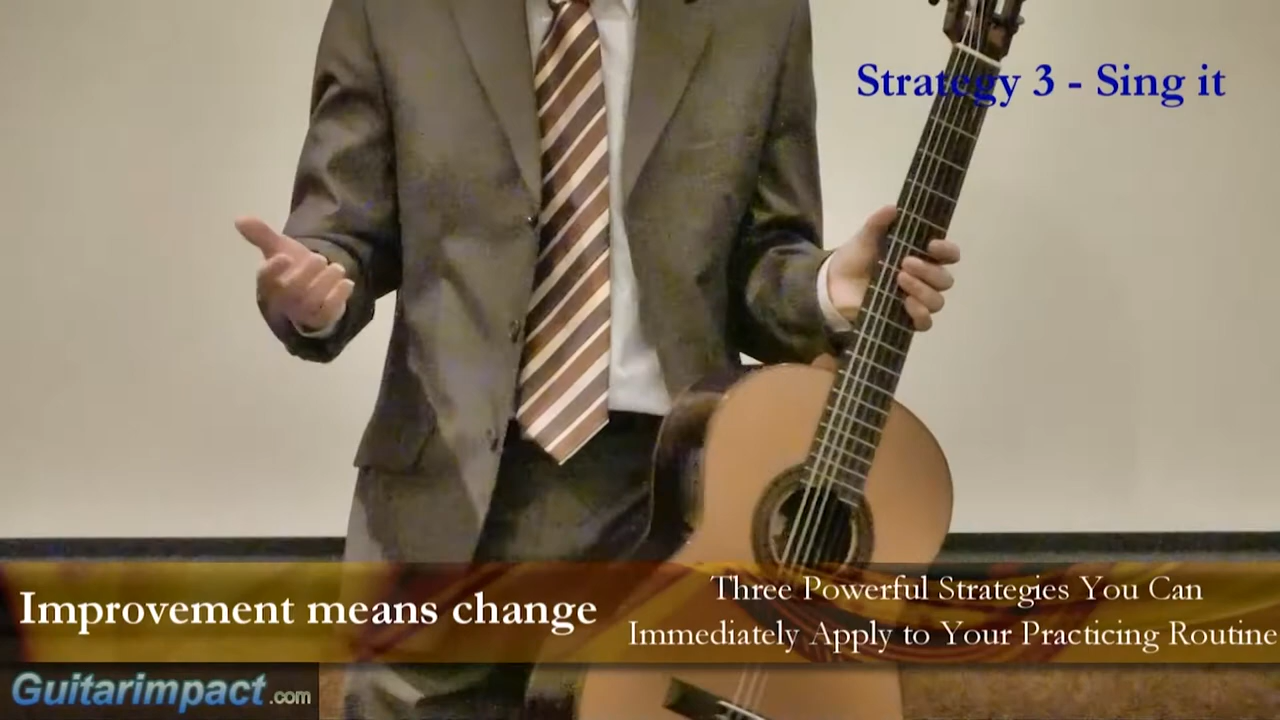 Strategy 3 - Sing it
Improvement means change
Three Powerful Strategies You Can
Immediately Apply to Your Practicing Routine
Guitarimpact.com